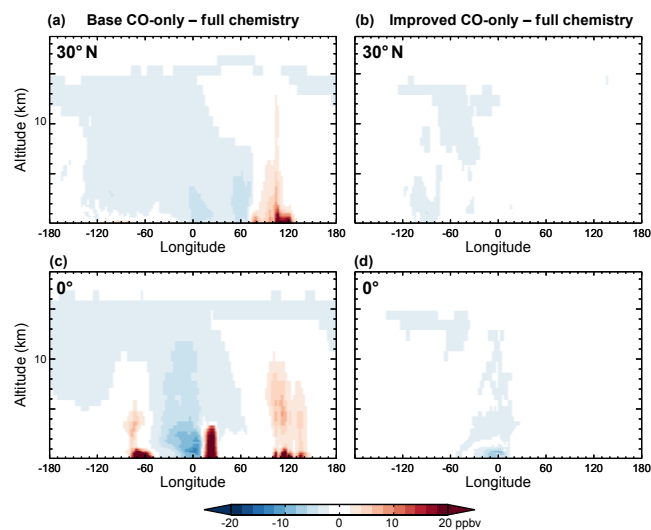 (a) Base CO-only – full chemistry
(b) Improved CO-only – full chemistry
30° N
30° N
Altitude (km)
10
-180 -120 -60 0 60 120 180
-180 -120 -60 0 60 120 180
Longitude
Longitude
(c)
(d)
0°
0°
Altitude (km)
10
-180 -120 -60 0 60 120 180
-180 -120 -60 0 60 120 180
Longitude
Longitude
-20 -10 0 10 20 ppbv